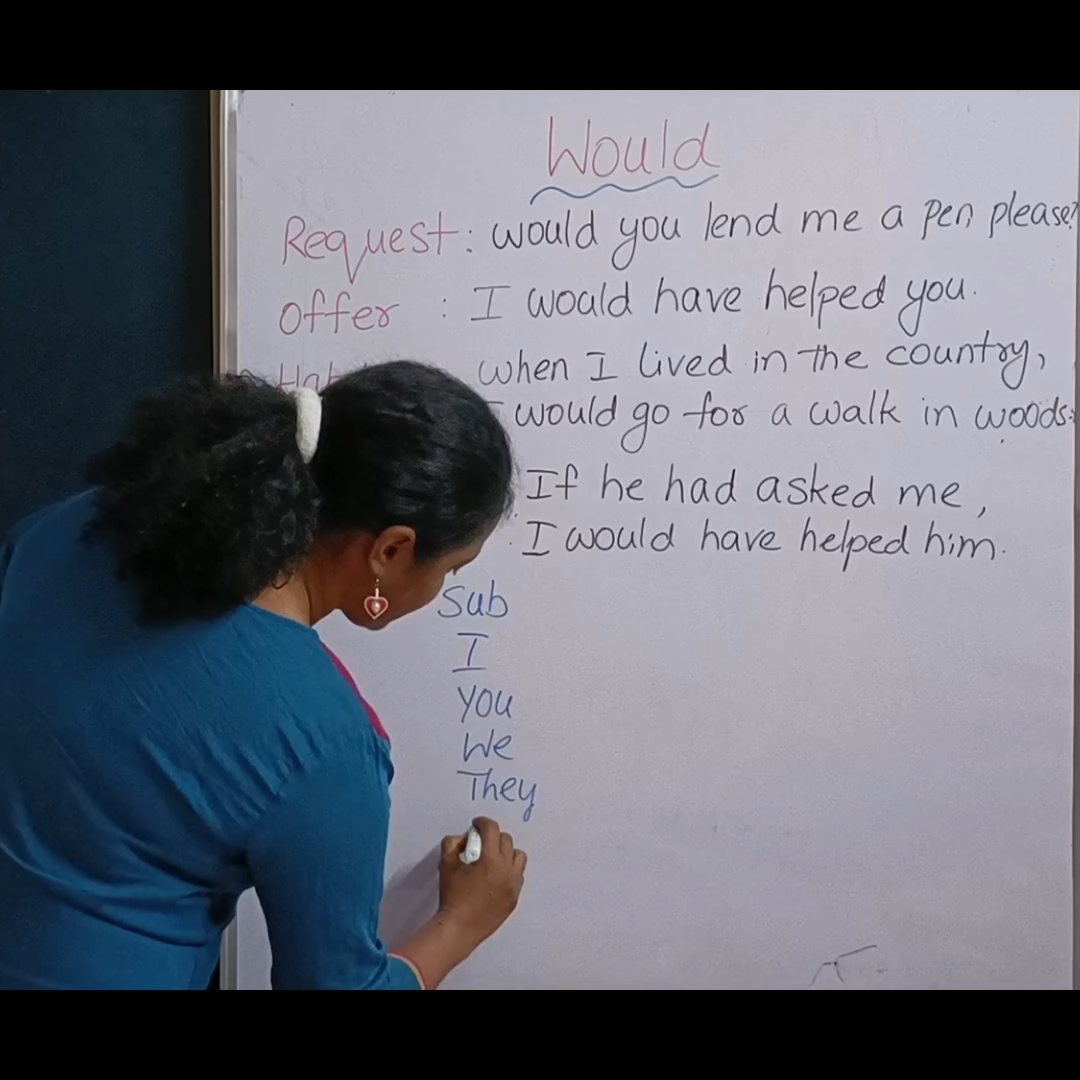 Would
Request : would you lend me a pen please?
offer : I would have helped you.
when I lived in the country,
I would go for a walk in woods.
If he had asked me,
I would have helped him.
Sub
I
You
We
They